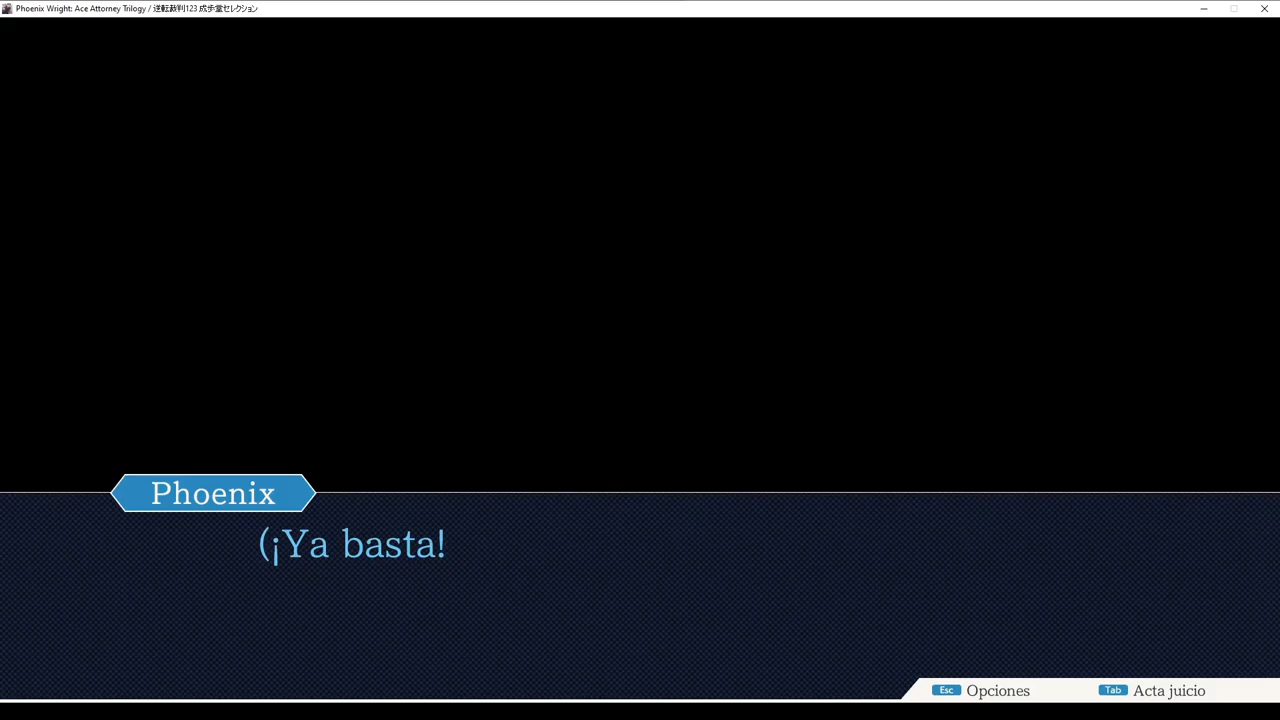 Phoenix Wright: Ace Attorney Trilogy / 逆転裁判123 成歩堂セレクション
Phoenix
(¡Ya basta!
Esc Opciones Tab Acta juicio